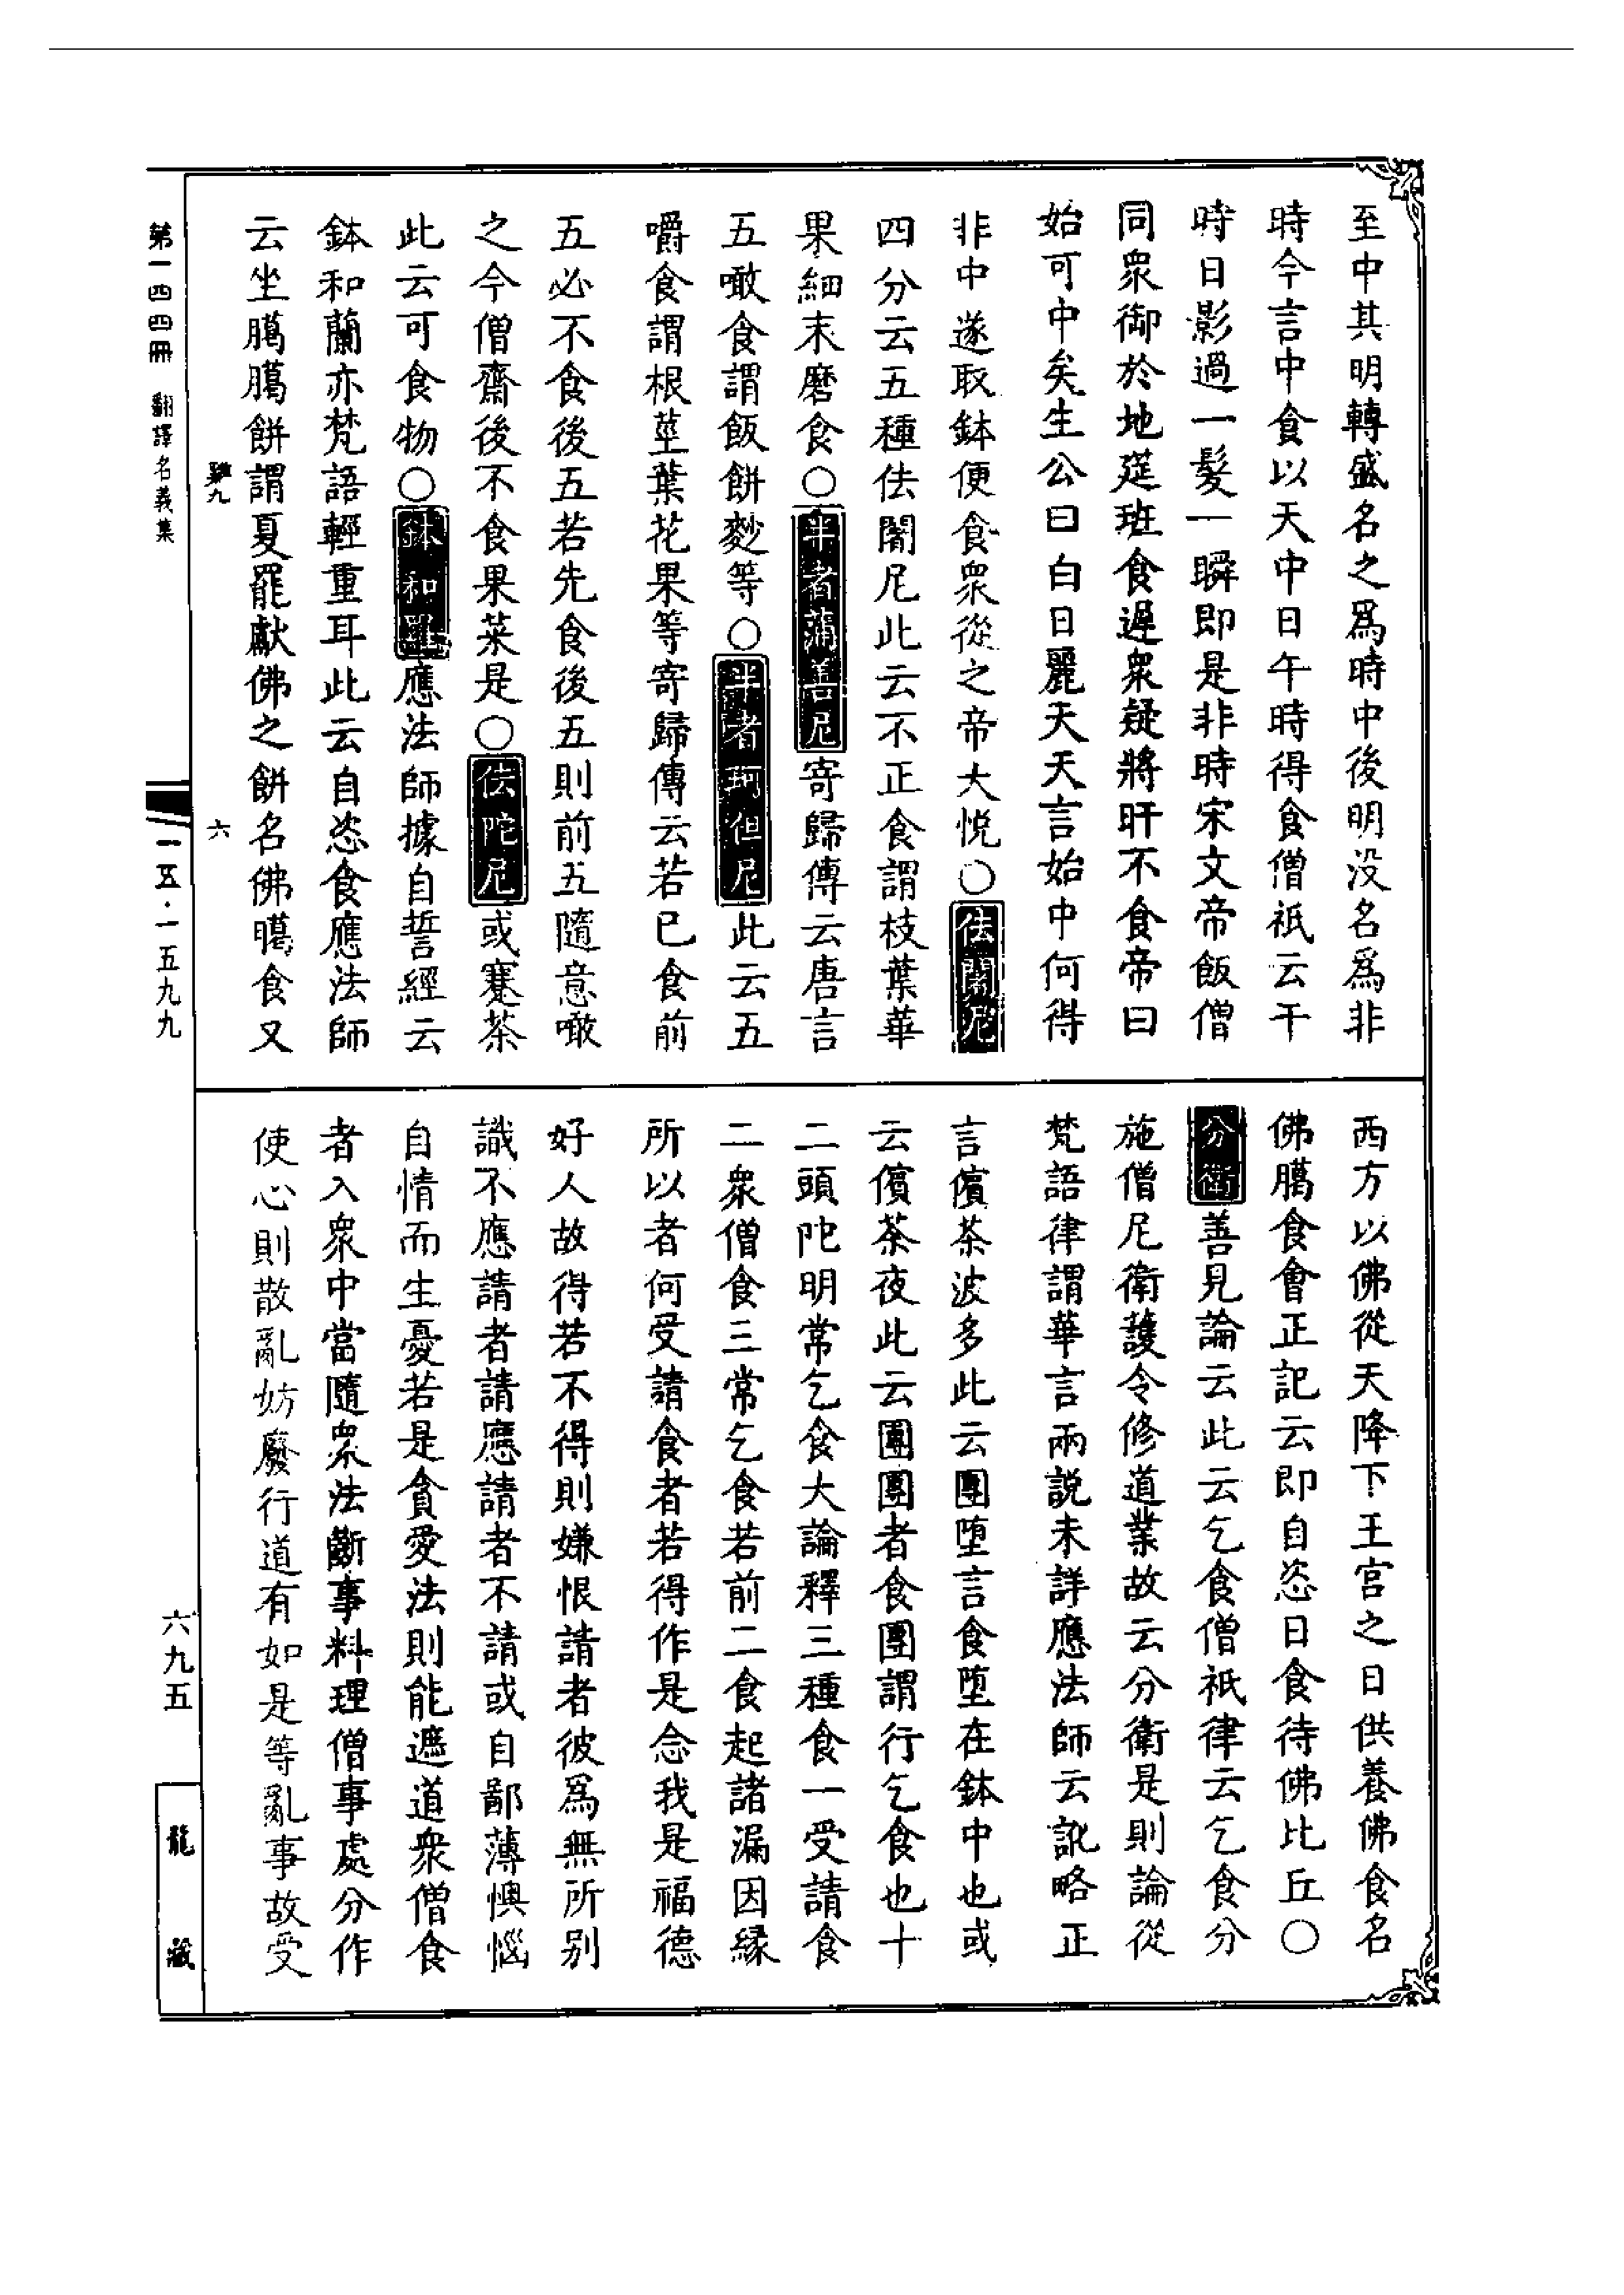 至中其明轉盛名之爲時中後明没名爲非
時今言中食以天中日午時得食僧祇云干
時日影過一髮一瞬即是非時宋文帝飯僧
同衆御於地筵班食遲衆疑將旰不食帝曰
始可中矣生公曰白日麗天天言始中何得
非中遂取鉢便食衆從之帝大悦〇佉闍尼
四分云五種佉闍尼此云不正食謂枝葉華
果細末磨食〇半者蒲膳尼寄歸傳云唐言
五噉食謂飯餅麨等〇半者珂但尼此云五
嚼食謂根莖葉花果等寄歸傳云若已食前
五必不食後五若先食後五則前五隨意噉
之今僧齋後不食果菜是〇佉陀尼或蹇茶
此云可食物〇鉢和羅應法師據自誓經云
鉢和蘭亦梵語輕重耳此云自恣食應法師
云坐臈臈餅謂夏罷獻佛之餅名佛臈食又
西方以佛從天降下王宫之日供養佛食名
佛臈食會正記云即自恣日食待佛比丘〇
分衛善見論云此云乞食僧祇律云乞食分
施僧尼衛護令修道業故云分衛是則論從
梵語律謂華言兩説未詳應法師云訛略正
言儐茶波多此云團堕言食堕在鉢中也或
云儐茶夜此云團團者食團謂行乞食也十
二頭陀明常乞食大論釋三種食一受請食
二衆僧食三常乞食若前二食起諸漏因緣
所以者何受請食者若得作是念我是福德
好人故得若不得則嫌恨請者彼爲無所别
識不應請者請應請者不請或自鄙薄懊惱
自情而生憂若是貪愛法則能遮道衆僧食
者入衆中當隨衆法斷事料理僧事處分作
使心則散亂妨廢行道有如是等亂事故受
第一四四冊 翻譯名義集
雞九
六
一五·一五九九
六九五
龍藏